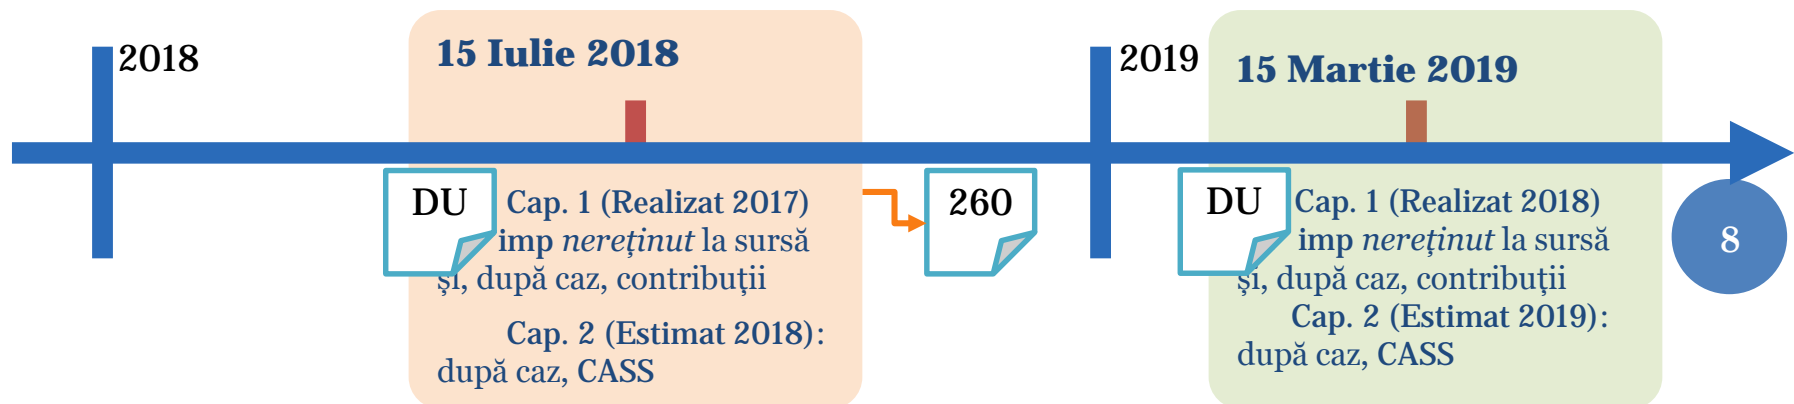 2018
15 Iulie 2018
DU
Cap. 1 (Realizat 2017)
imp nereținut la sursă
și, după caz, contribuții
Cap. 2 (Estimat 2018):
după caz, CASS
260
2019
15 Martie 2019
DU
Cap. 1 (Realizat 2018)
imp nereținut la sursă
și, după caz, contribuții
Cap. 2 (Estimat 2019):
după caz, CASS
8